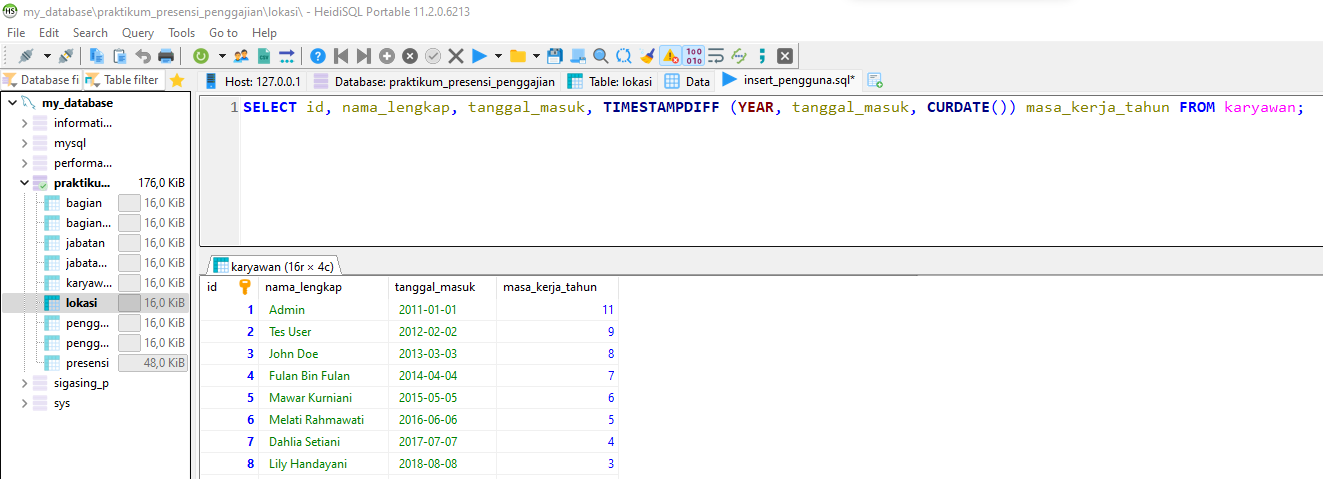 my_database\praktikum_presensi_penggajian\lokasi\ - HeidiSQL Portable 11.2.0.6213
File Edit Search Query Tools Go to Help
Database fi Table filter Host: 127.0.0.1 Database: praktikum_presensi_penggajian Table: lokasi Data insert_pengguna.sql*
my_database
informati...
mysql
performa...
praktiku... 176,0 KiB
bagian 16,0 KiB
bagian... 16,0 KiB
jabatan 16,0 KiB
jabata... 16,0 KiB
karyaw... 16,0 KiB
lokasi 16,0 KiB
pengg... 16,0 KiB
pengg... 16,0 KiB
presensi 48,0 KiB
sigasing_p
sys
1 SELECT id, nama_lengkap, tanggal_masuk, TIMESTAMPDIFF (YEAR, tanggal_masuk, CURDATE()) masa_kerja_tahun FROM karyawan;
karyawan (16r × 4c)
id nama_lengkap tanggal_masuk masa_kerja_tahun
1 Admin 2011-01-01 11
2 Tes User 2012-02-02 9
3 John Doe 2013-03-03 8
4 Fulan Bin Fulan 2014-04-04 7
5 Mawar Kurniani 2015-05-05 6
6 Melati Rahmawati 2016-06-06 5
7 Dahlia Setiani 2017-07-07 4
8 Lily Handayani 2018-08-08 3